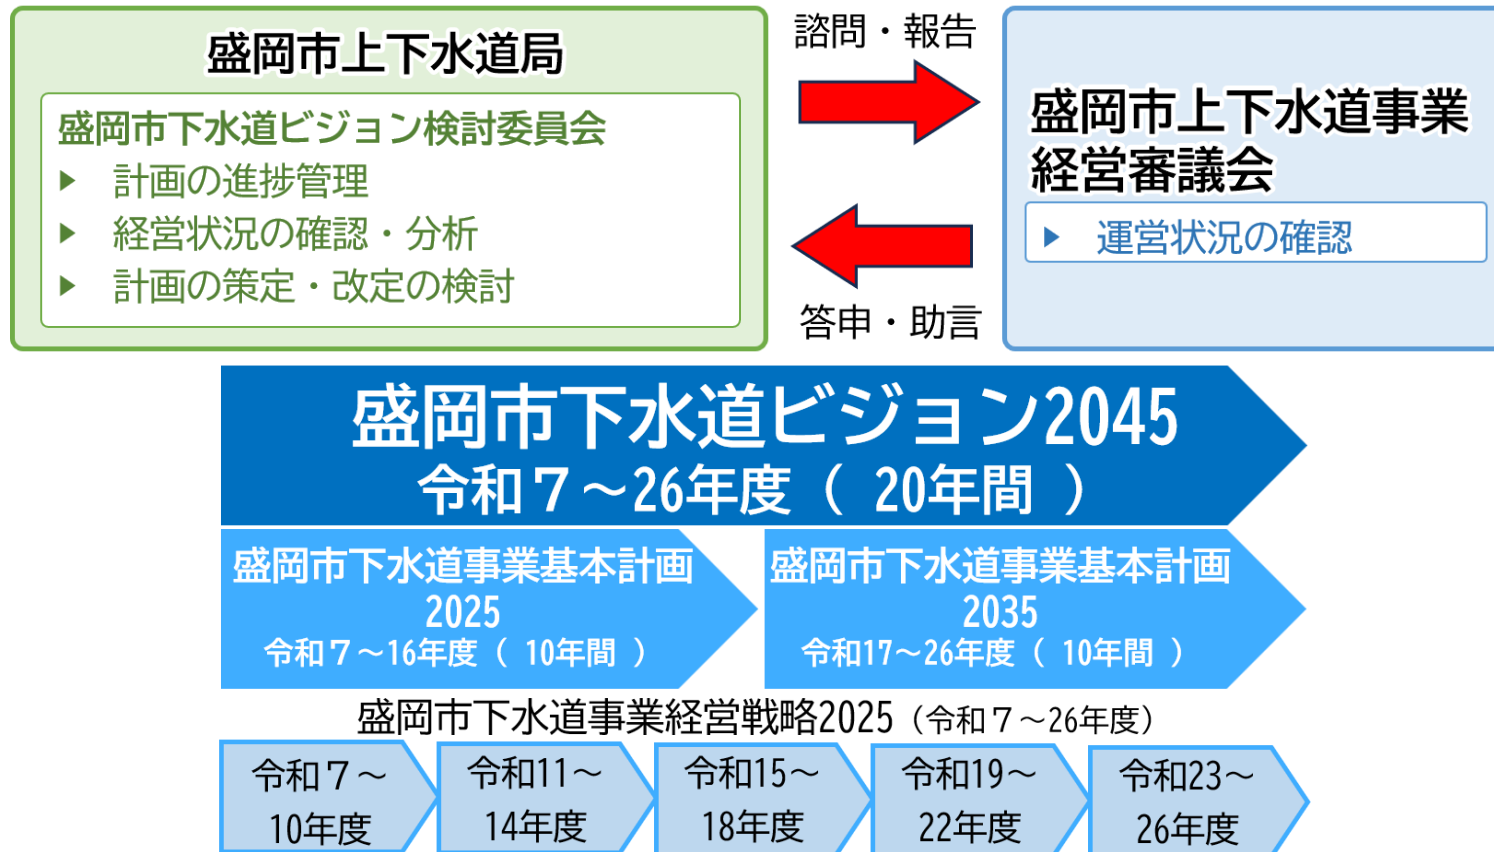 盛岡市上下水道局
盛岡市下水道ビジョン検討委員会
▶ 計画の進捗管理
▶ 経営状況の確認・分析
▶ 計画の策定・改定の検討
諮問・報告
答申・助言
盛岡市上下水道事業
経営審議会
▶ 運営状況の確認
盛岡市下水道ビジョン2045
令和７～26年度（ 20年間 ）
盛岡市下水道事業基本計画
2025
令和７～16年度（ 10年間 ）
盛岡市下水道事業基本計画
2035
令和17～26年度（ 10年間 ）
盛岡市下水道事業経営戦略2025（令和７～26年度）
令和７～
10年度
令和11～
14年度
令和15～
18年度
令和19～
22年度
令和23～
26年度